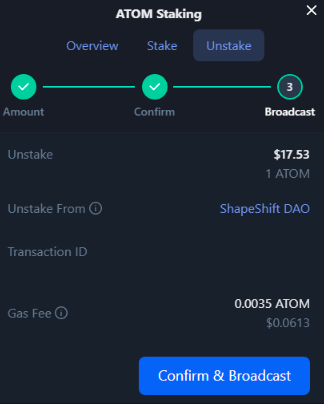 ATOM Staking
Overview Stake Unstake
3
Amount Confirm Broadcast
Unstake $17.53
1 ATOM
Unstake From ShapeShift DAO
Transaction ID
0.0035 ATOM
Gas Fee
$0.0613
Confirm & Broadcast